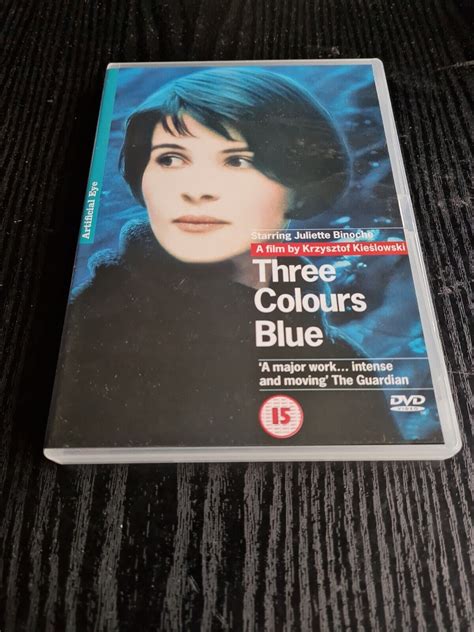 Artificial Eye
Starring Juliette Binoche
A film by Krzysztof Kieślowski
Three
Colours
Blue
'A major work... intense
and moving' The Guardian
15
DVD
VIDEO